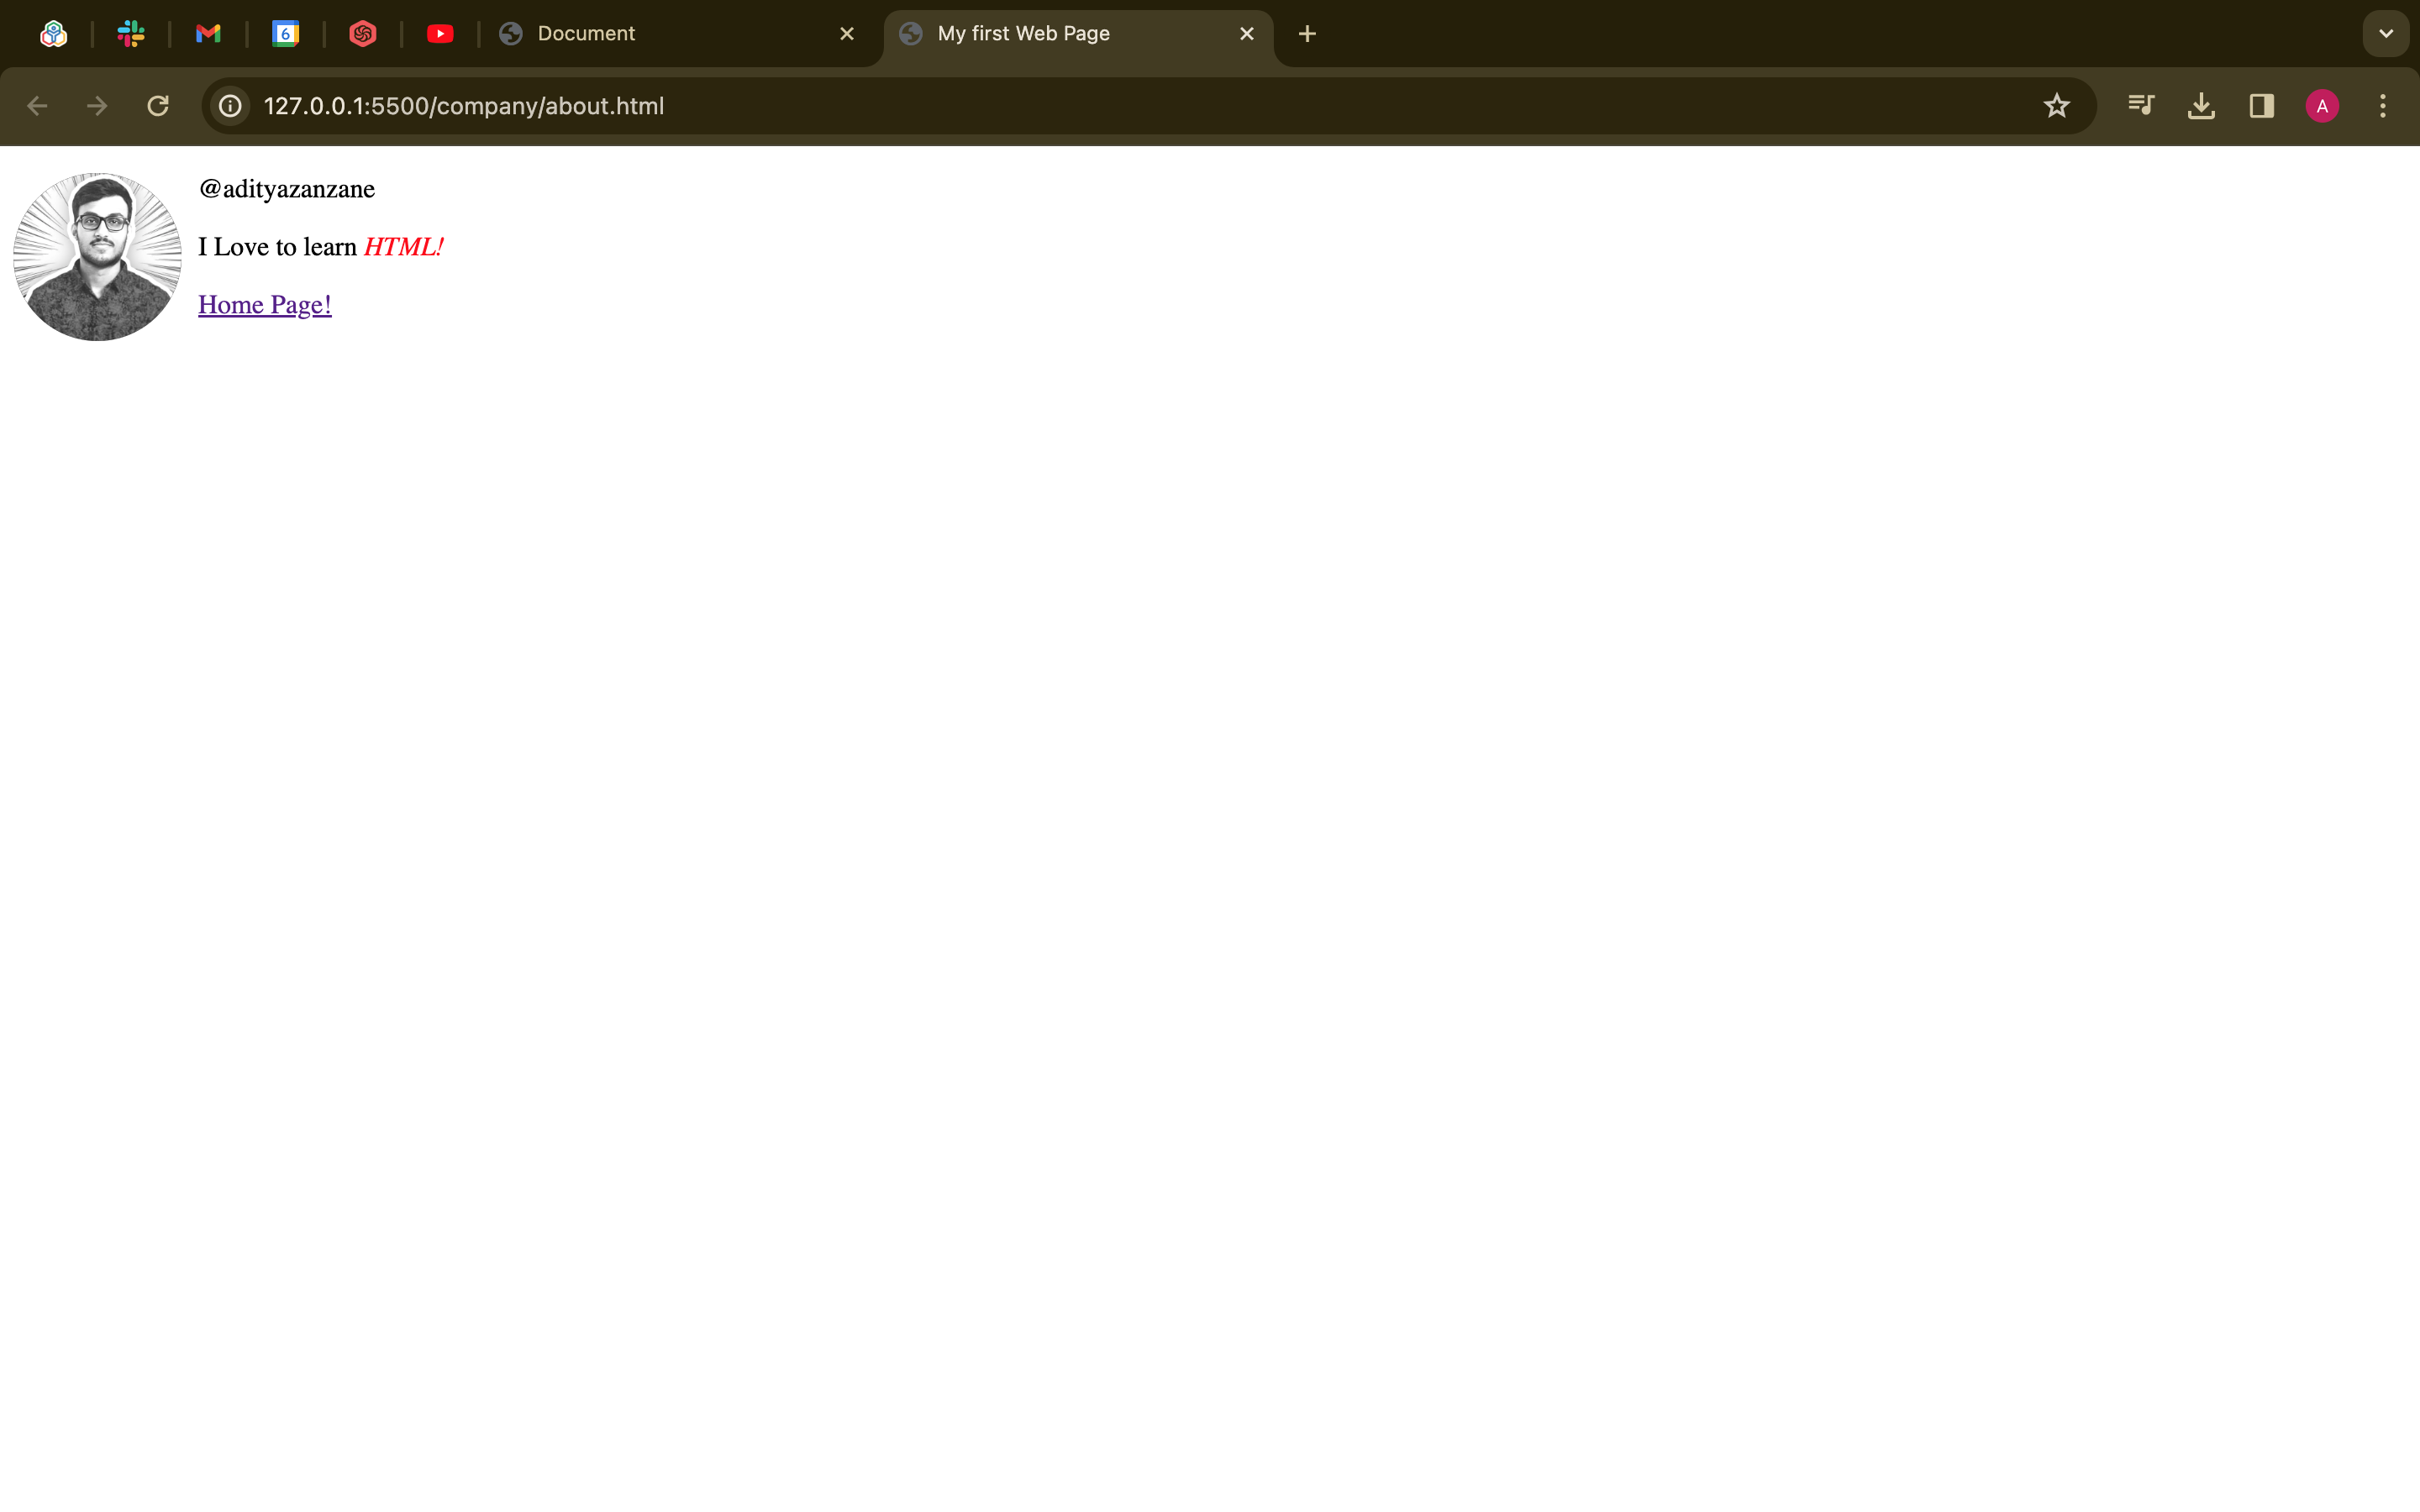 6
Document
My first Web Page
127.0.0.1:5500/company/about.html
A
@adityazanzane
I Love to learn HTML!
Home Page!